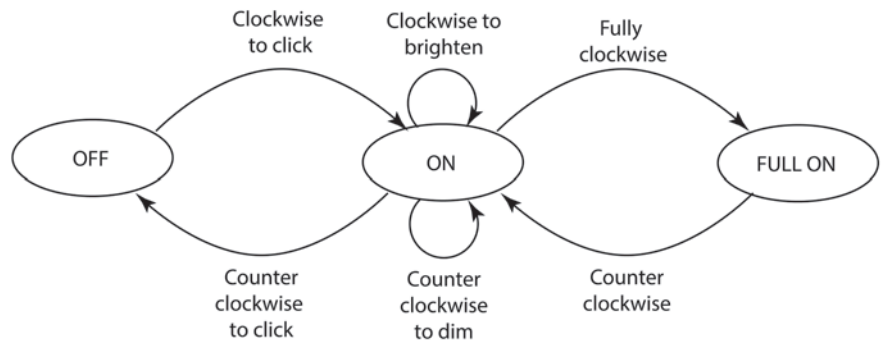 Clockwise
to click
Clockwise to
brighten
Fully
clockwise
OFF
ON
FULL ON
Counter
clockwise
to click
Counter
clockwise
to dim
Counter
clockwise